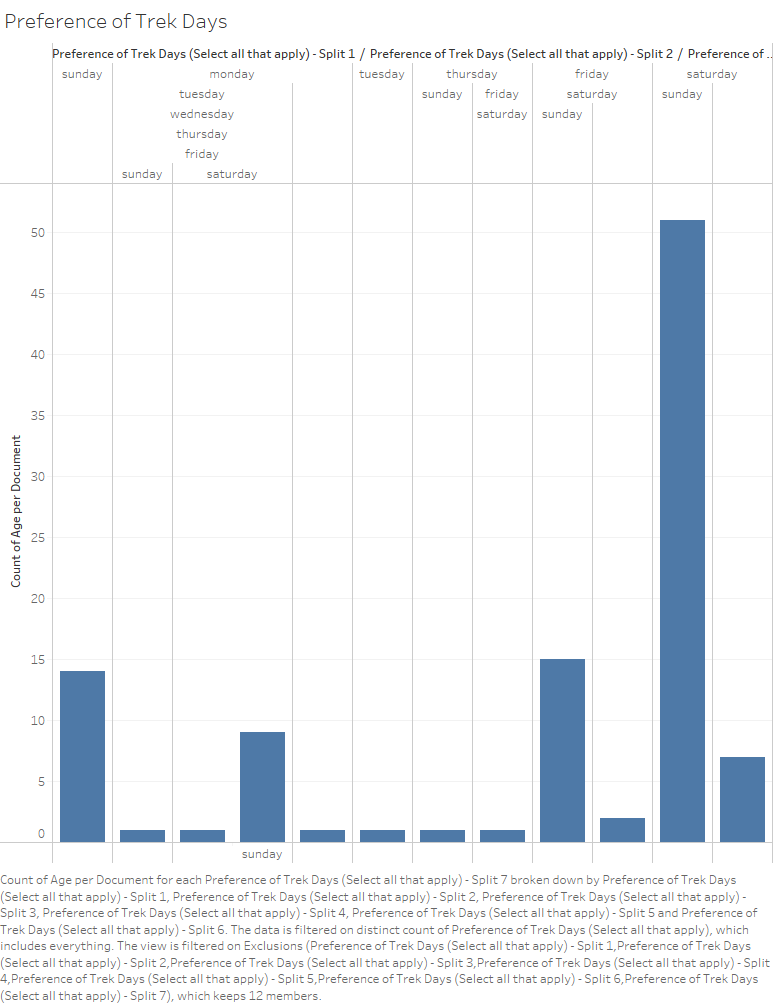 Preference of Trek Days
Preference of Trek Days (Select all that apply) - Split 1 / Preference of Trek Days (Select all that apply) - Split 2 / Preference of ..
sunday monday tuesday thursday friday saturday
tuesday sunday friday saturday sunday
wednesday saturday sunday
thursday
friday
sunday saturday
50
45
40
35
30
25
20
15
10
5
0
Count of Age per Document
sunday
Count of Age per Document for each Preference of Trek Days (Select all that apply) - Split 7 broken down by Preference of Trek Days
(Select all that apply) - Split 1, Preference of Trek Days (Select all that apply) - Split 2, Preference of Trek Days (Select all that apply) -
Split 3, Preference of Trek Days (Select all that apply) - Split 4, Preference of Trek Days (Select all that apply) - Split 5 and Preference of
Trek Days (Select all that apply) - Split 6. The data is filtered on distinct count of Preference of Trek Days (Select all that apply), which
includes everything. The view is filtered on Exclusions (Preference of Trek Days (Select all that apply) - Split 1,Preference of Trek Days
(Select all that apply) - Split 2,Preference of Trek Days (Select all that apply) - Split 3,Preference of Trek Days (Select all that apply) - Split
4,Preference of Trek Days (Select all that apply) - Split 5,Preference of Trek Days (Select all that apply) - Split 6,Preference of Trek Days
(Select all that apply) - Split 7), which keeps 12 members.